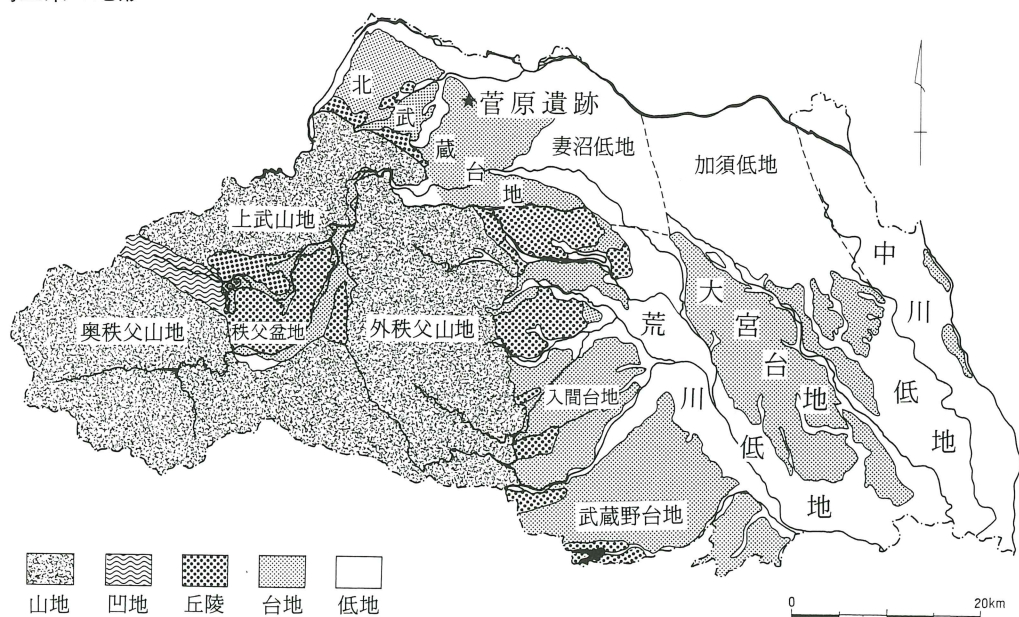 北武蔵台地
★菅原遺跡
妻沼低地
加須低地
上武山地
中川低地
大宮台地
奥秩父山地
秩父盆地
外秩父山地
荒川低地
入間台地
武蔵野台地
山地 凹地 丘陵 台地 低地
0 20km